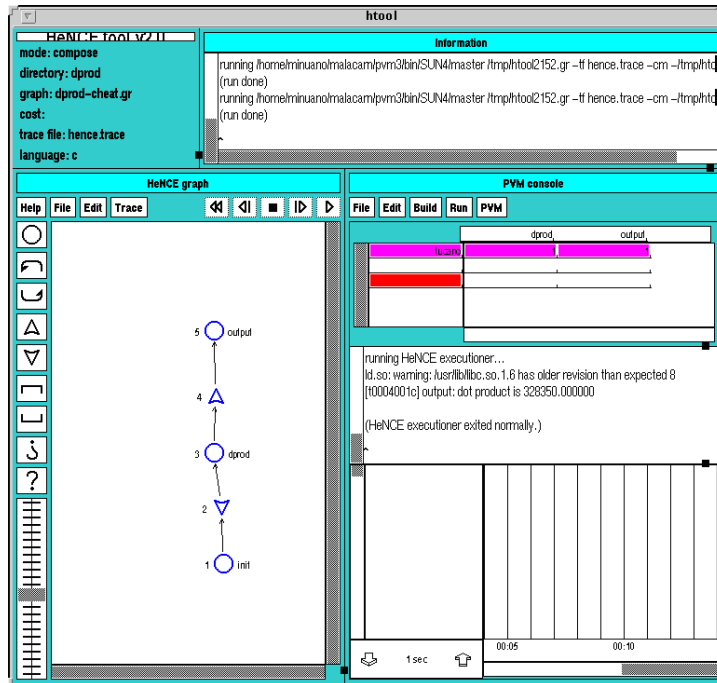 htool
HeNCE tool v2.0
mode: compose
directory: dprod
graph: dprod-cheat.gr
cost:
trace file: hence.trace
language: c
Information
running /home/minuano/malacam/pvm3/bin/SUN4/master /tmp/htool2152.gr -tf hence.trace -cm -/tmp/htc
(run done)
running /home/minuano/malacam/pvm3/bin/SUN4/master /tmp/htool2152.gr -tf hence.trace -cm -/tmp/htc
(run done)
HeNCE graph
Help File Edit Trace
5 output
4
3 dprod
2
1 init
?
PVM console
File Edit Build Run PVM
dprod output
tucano 1 1
running HeNCE executioner...
ld.so: warning: /usr/lib/libc.so.1.6 has older revision than expected 8
[t0004001c] output: dot product is 328350.000000
(HeNCE executioner exited normally.)
00:05 00:10
1 sec